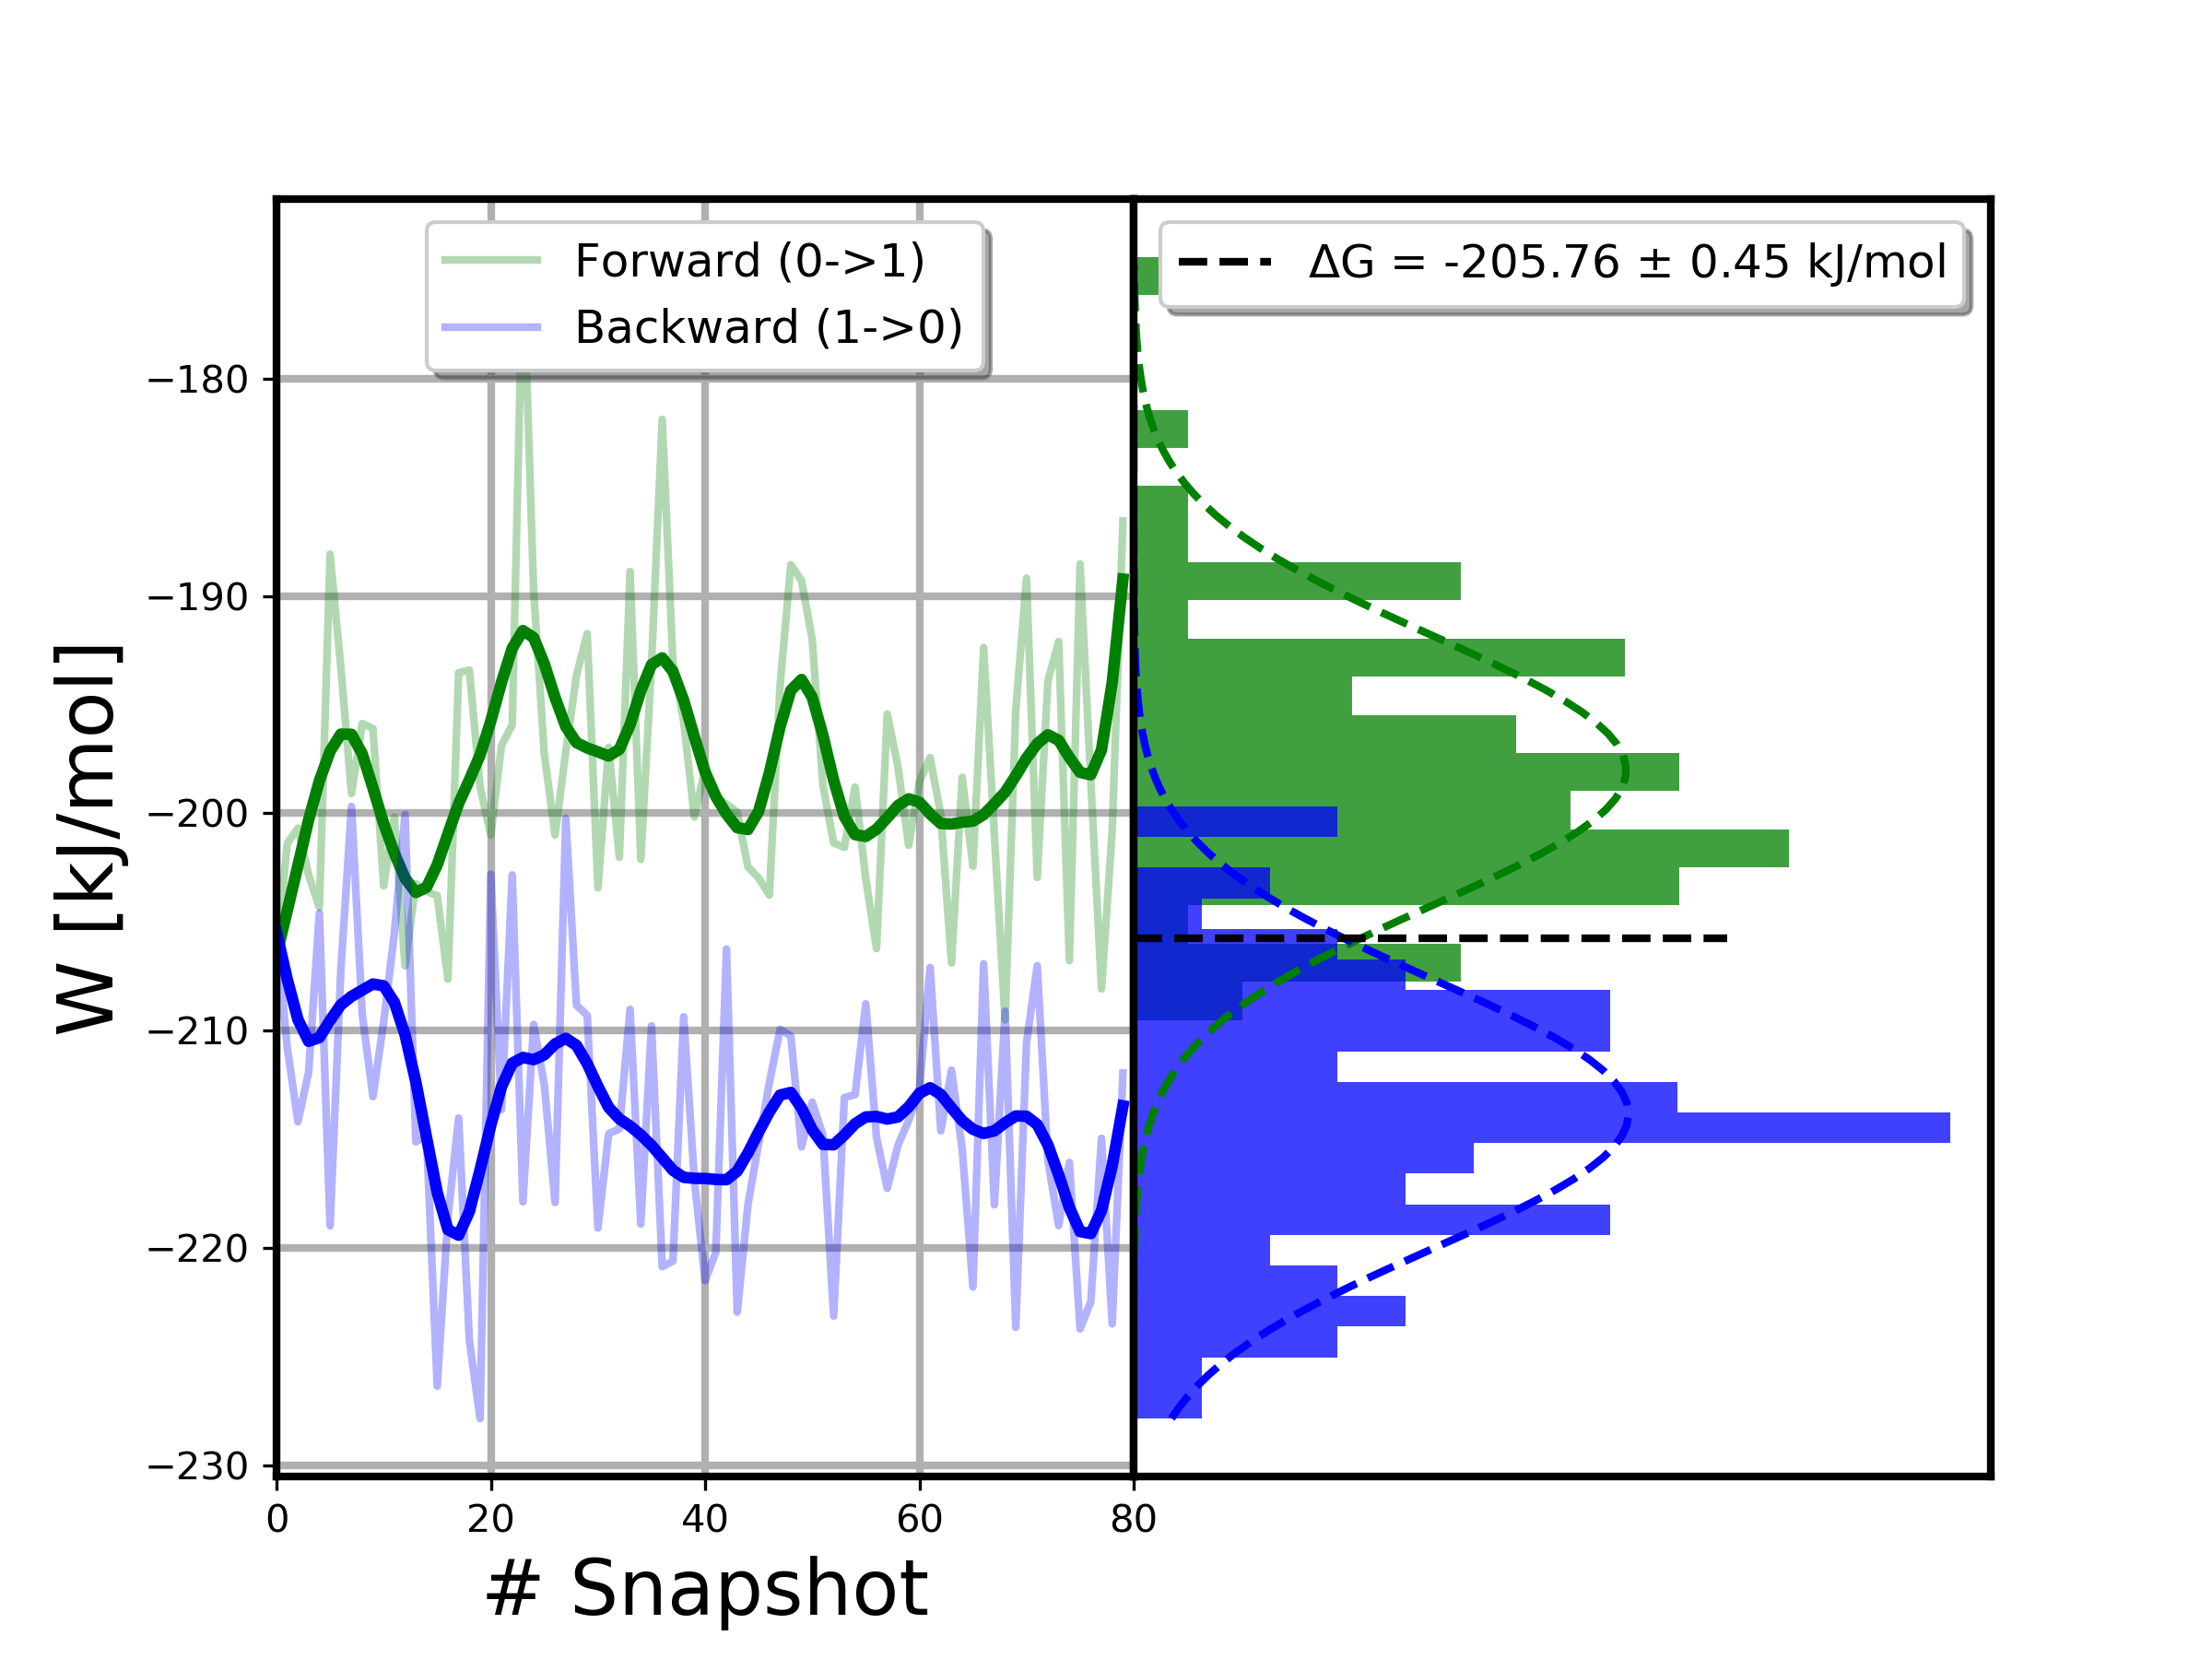 Forward (0->1)
Backward (1->0)
ΔG = -205.76 ± 0.45 kJ/mol
W [kJ/mol]
−180
−190
−200
−210
−220
−230
0 20 40 60 80
# Snapshot